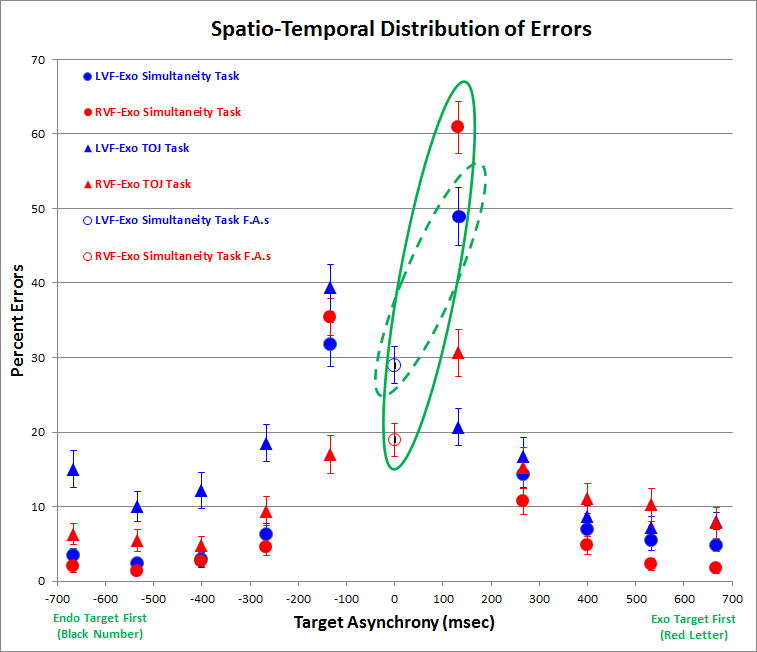 Spatio-Temporal Distribution of Errors
70
60
50
40
30
20
10
0
Percent Errors
LVF-Exo Simultaneity Task
RVF-Exo Simultaneity Task
LVF-Exo TOJ Task
RVF-Exo TOJ Task
LVF-Exo Simultaneity Task F.A.s
RVF-Exo Simultaneity Task F.A.s
-700 -600 -500 -400 -300 -200 -100 0 100 200 300 400 500 600 700
Endo Target First
(Black Number)
Target Asynchrony (msec)
Exo Target First
(Red Letter)